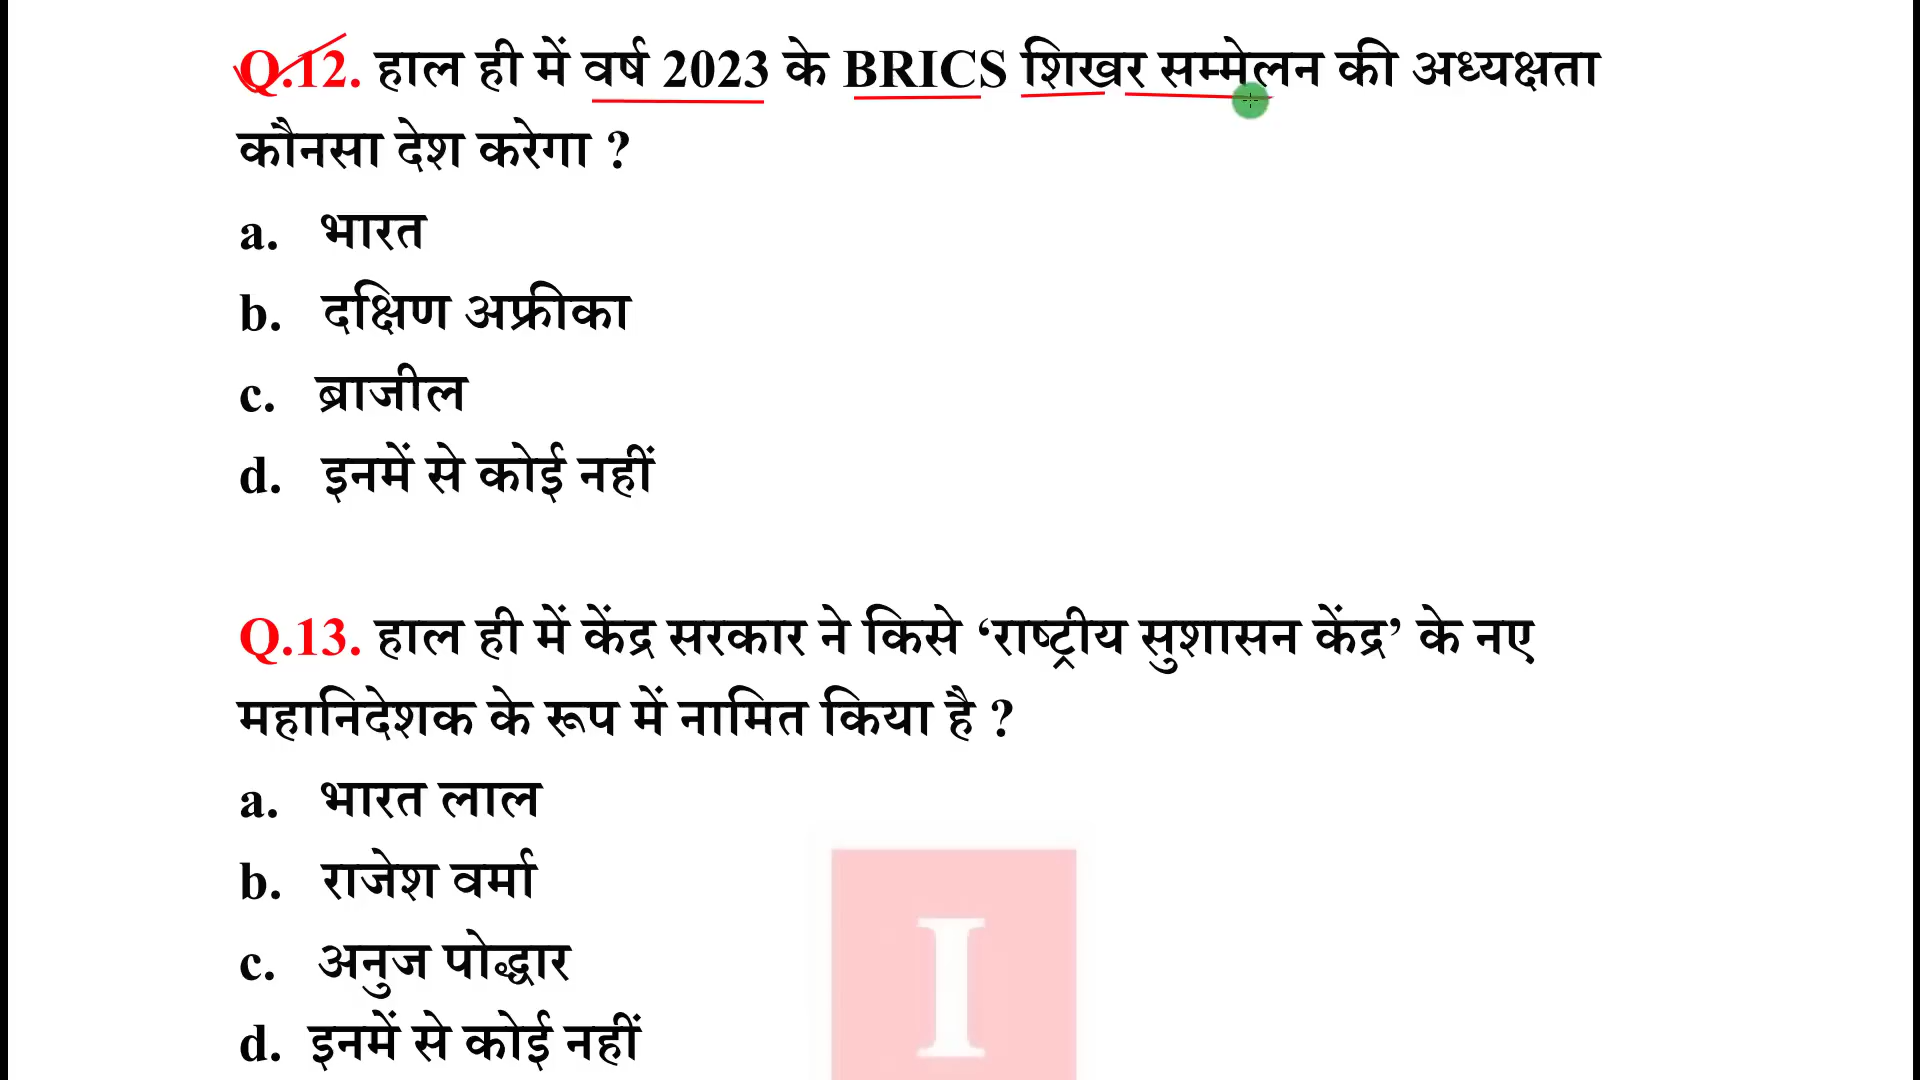 Q.12. हाल ही में वर्ष 2023 के BRICS शिखर सम्मेलन की अध्यक्षता
कौनसा देश करेगा ?
a. भारत
b. दक्षिण अफ्रीका
c. ब्राजील
d. इनमें से कोई नहीं
Q.13. हाल ही में केंद्र सरकार ने किसे ‘राष्ट्रीय सुशासन केंद्र’ के नए
महानिदेशक के रूप में नामित किया है ?
a. भारत लाल
b. राजेश वर्मा
c. अनुज पोद्धार
d. इनमें से कोई नहीं
I